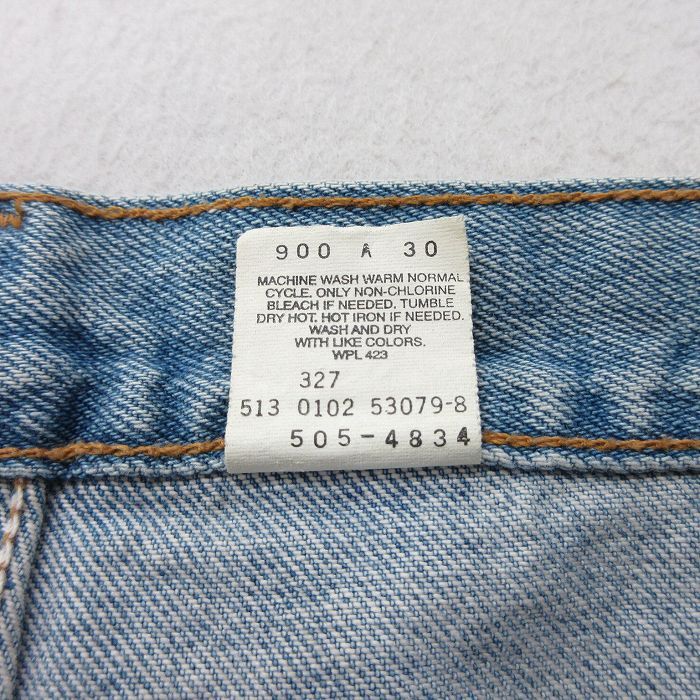 900 A 30
MACHINE WASH WARM NORMAL
CYCLE. ONLY NON-CHLORINE
BLEACH IF NEEDED. TUMBLE
DRY HOT. HOT IRON IF NEEDED.
WASH AND DRY
WITH LIKE COLORS.
WPL 423
327
513 0102 53079-8
505-4834